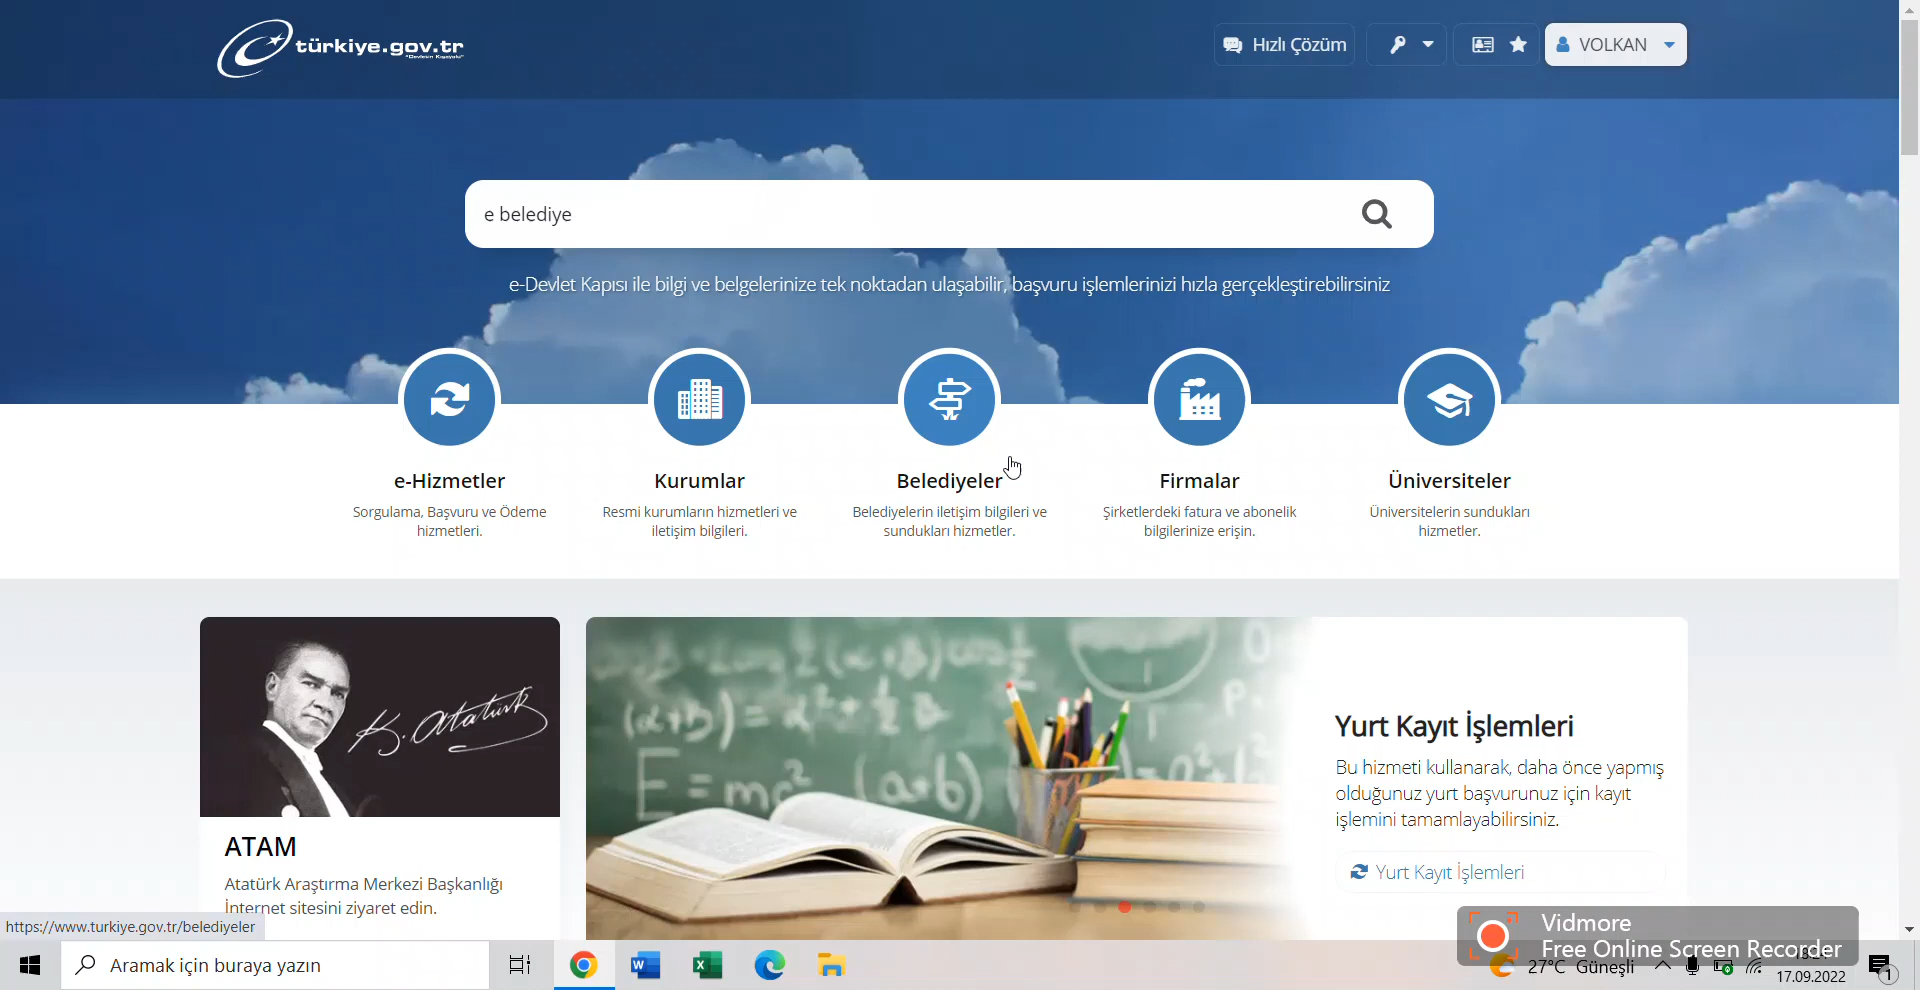 türkiye.gov.tr
"Devletin Kısayolu"
Hızlı Çözüm
VOLKAN
e belediye
e-Devlet Kapısı ile bilgi ve belgelerinize tek noktadan ulaşabilir, başvuru işlemlerinizi hızla gerçekleştirebilirsiniz
e-Hizmetler
Sorgulama, Başvuru ve Ödeme
hizmetleri.
Kurumlar
Resmi kurumların hizmetleri ve
iletişim bilgileri.
Belediyeler
Belediyelerin iletişim bilgileri ve
sundukları hizmetler.
Firmalar
Şirketlerdeki fatura ve abonelik
bilgilerinize erişin.
Üniversiteler
Üniversitelerin sundukları
hizmetler.
K. Atatürk
ATAM
Atatürk Araştırma Merkezi Başkanlığı
İnternet sitesini ziyaret edin.
E=mc² (a+b)
Yurt Kayıt İşlemleri
Bu hizmeti kullanarak, daha önce yapmış
olduğunuz yurt başvurunuz için kayıt
işlemini tamamlayabilirsiniz.
Yurt Kayıt İşlemleri
https://www.turkiye.gov.tr/belediyeler
Vidmore
Free Online Screen Recorder
Aramak için buraya yazın
27°C Güneşli
17.09.2022
1